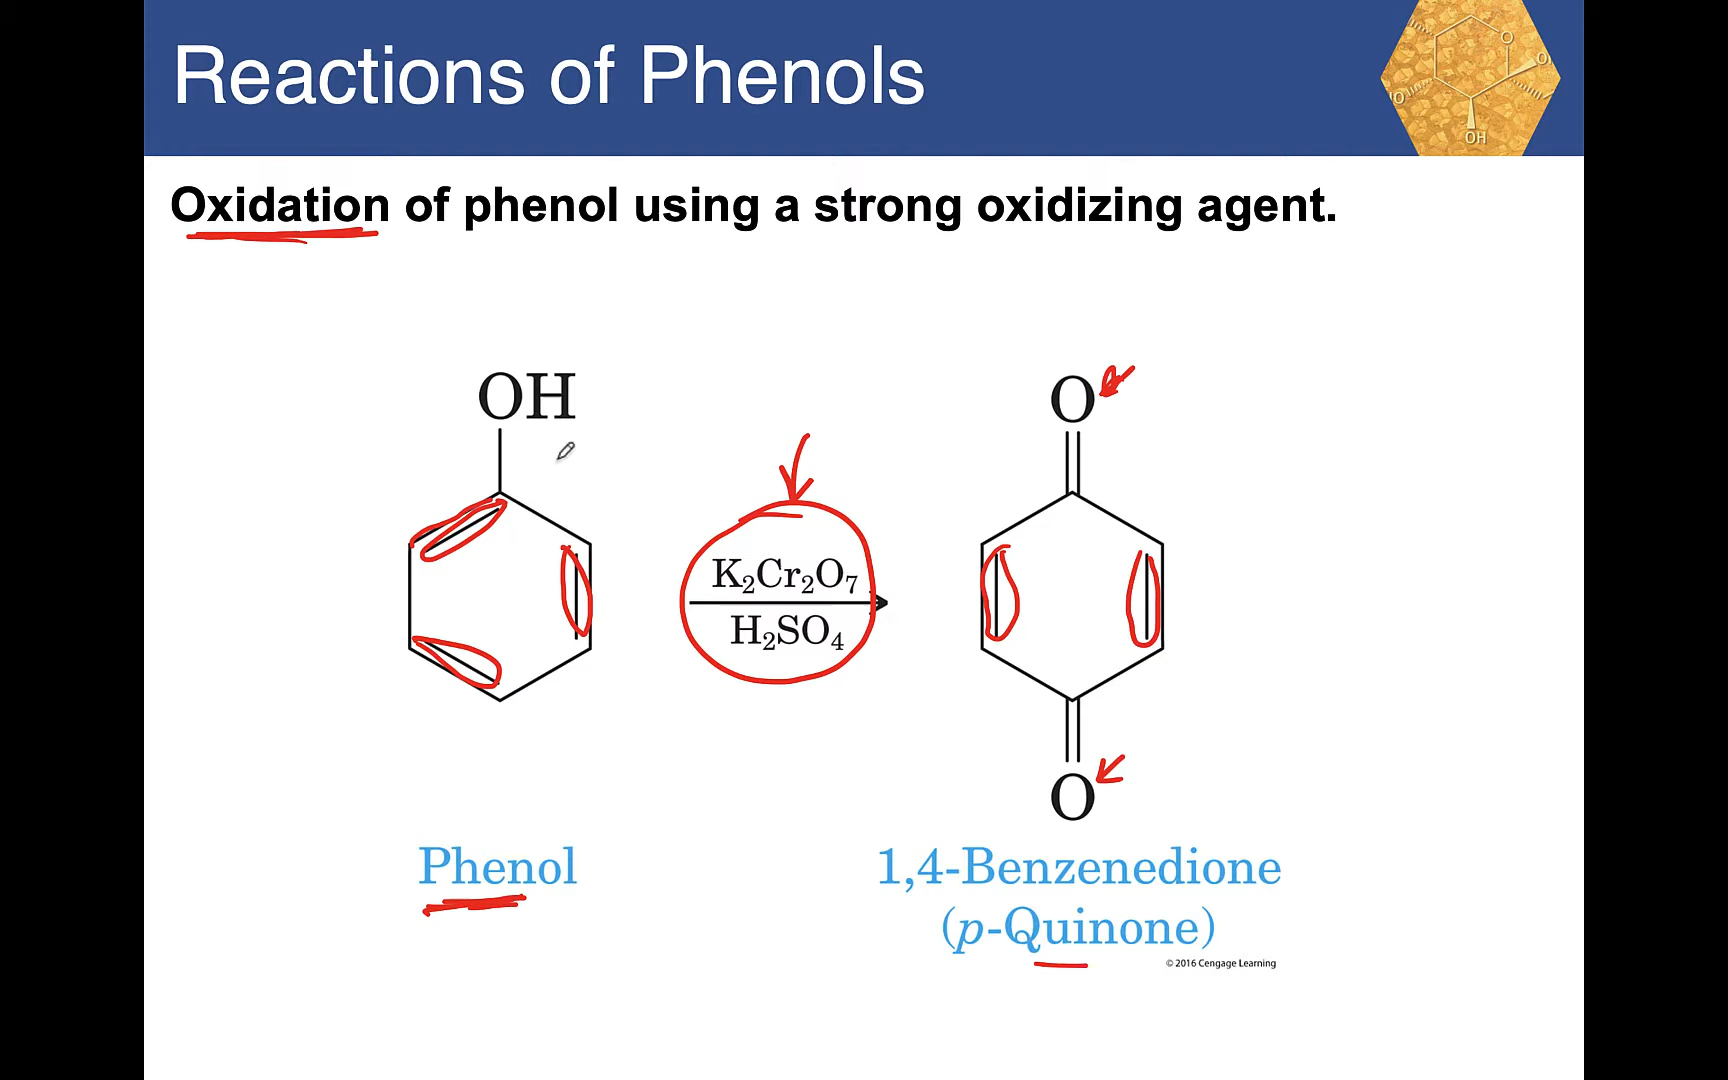 Reactions of Phenols
O
O
O
OH
Oxidation of phenol using a strong oxidizing agent.
OH
O
K₂Cr₂O₇
H₂SO₄
O
Phenol
1,4-Benzenedione
(p-Quinone)
© 2016 Cengage Learning